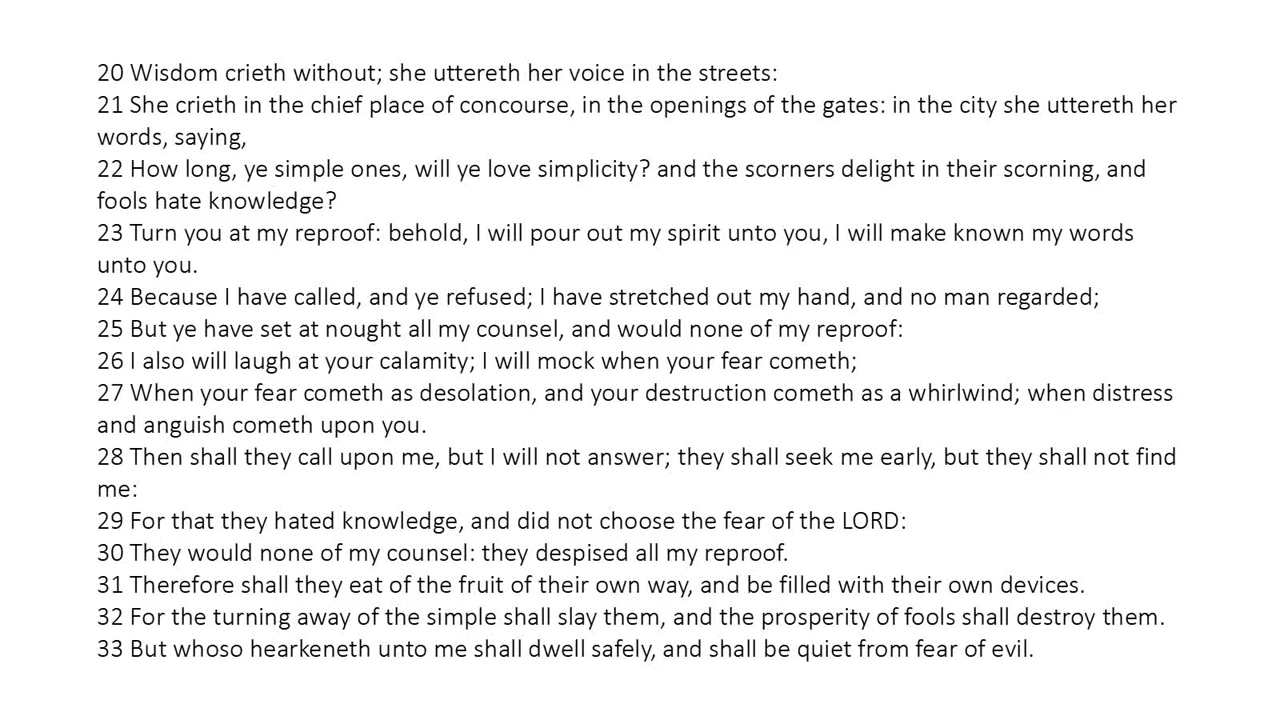 20 Wisdom crieth without; she uttereth her voice in the streets:
21 She crieth in the chief place of concourse, in the openings of the gates: in the city she uttereth her
words, saying,
22 How long, ye simple ones, will ye love simplicity? and the scorners delight in their scorning, and
fools hate knowledge?
23 Turn you at my reproof: behold, I will pour out my spirit unto you, I will make known my words
unto you.
24 Because I have called, and ye refused; I have stretched out my hand, and no man regarded;
25 But ye have set at nought all my counsel, and would none of my reproof:
26 I also will laugh at your calamity; I will mock when your fear cometh;
27 When your fear cometh as desolation, and your destruction cometh as a whirlwind; when distress
and anguish cometh upon you.
28 Then shall they call upon me, but I will not answer; they shall seek me early, but they shall not find
me:
29 For that they hated knowledge, and did not choose the fear of the LORD:
30 They would none of my counsel: they despised all my reproof.
31 Therefore shall they eat of the fruit of their own way, and be filled with their own devices.
32 For the turning away of the simple shall slay them, and the prosperity of fools shall destroy them.
33 But whoso hearkeneth unto me shall dwell safely, and shall be quiet from fear of evil.